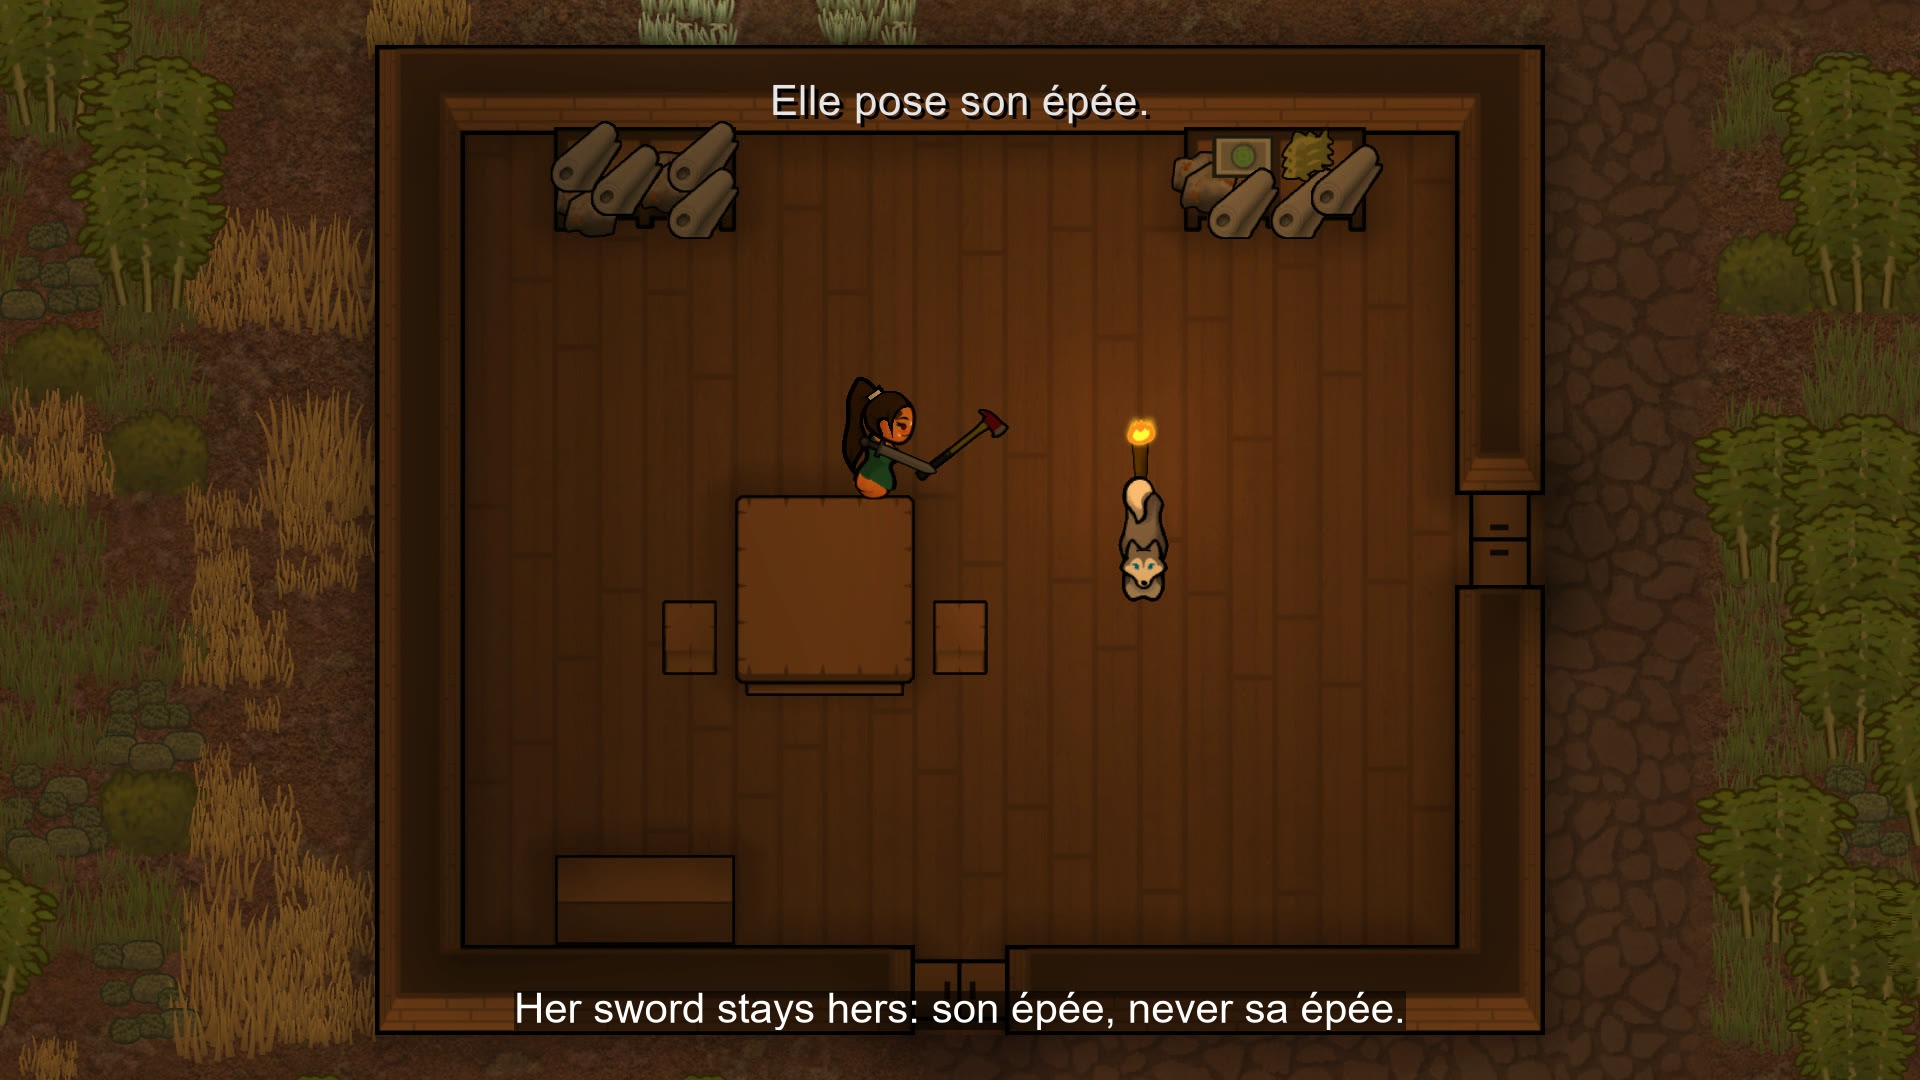 Elle pose son épée.
Her sword stays hers: son épée, never sa épée.